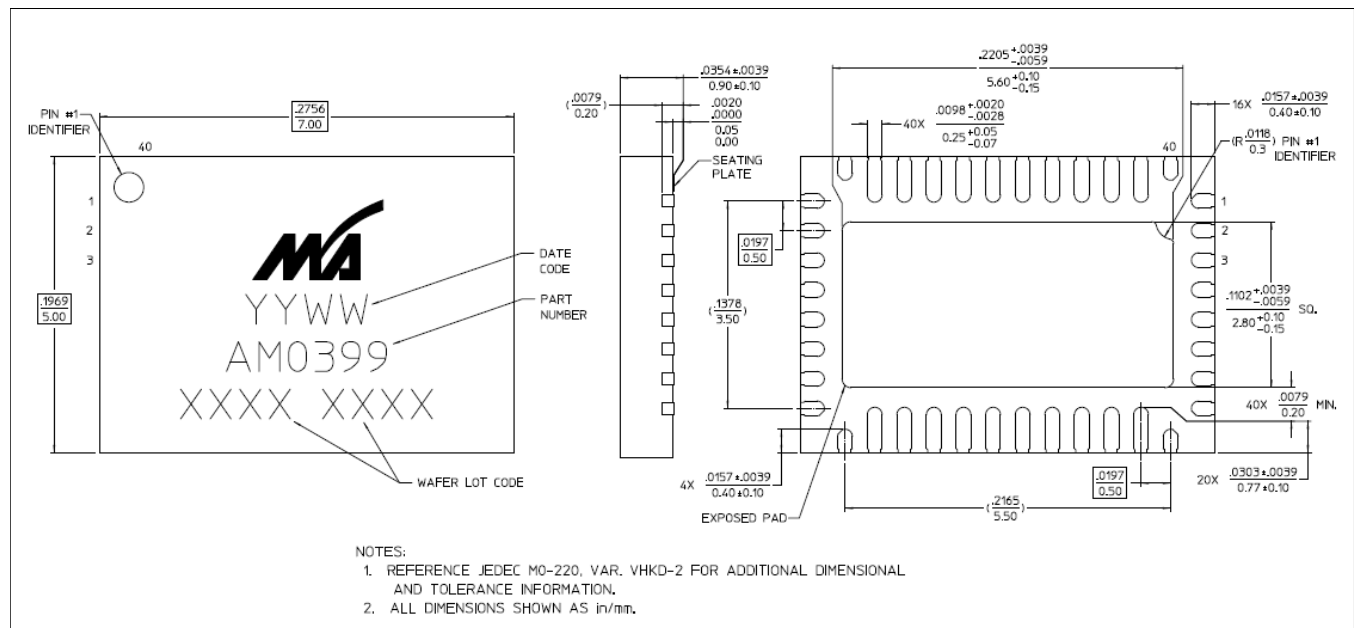 PIN #1
IDENTIFIER
.2756
7.00
40
1
2
3
.1969
5.00
MA
YYWW
AM0399
XXXX XXXX
DATE
CODE
PART
NUMBER
WAFER LOT CODE
.0354±.0039
0.90±0.10
(.0079
0.20)
.0020
.0000
0.05
0.00
SEATING
PLATE
.2205+.0039
-.0059
5.60+0.10
-0.15
40X .0098+.0020
-.0028
0.25+0.05
-0.07
16X .0157±.0039
0.40±0.10
40
(R.0118
0.3) PIN #1
IDENTIFIER
1
2
3
.0197
0.50
(.1378
3.50)
.1102+.0039
-.0059
2.80+0.10
-0.15
SQ.
40X .0079
0.20 MIN.
4X .0157±.0039
0.40±0.10
.0197
0.50
20X .0303±.0039
0.77±0.10
EXPOSED PAD
(.2165
5.50)
NOTES:
1. REFERENCE JEDEC MO-220, VAR. VHKD-2 FOR ADDITIONAL DIMENSIONAL
AND TOLERANCE INFORMATION.
2. ALL DIMENSIONS SHOWN AS in/mm.